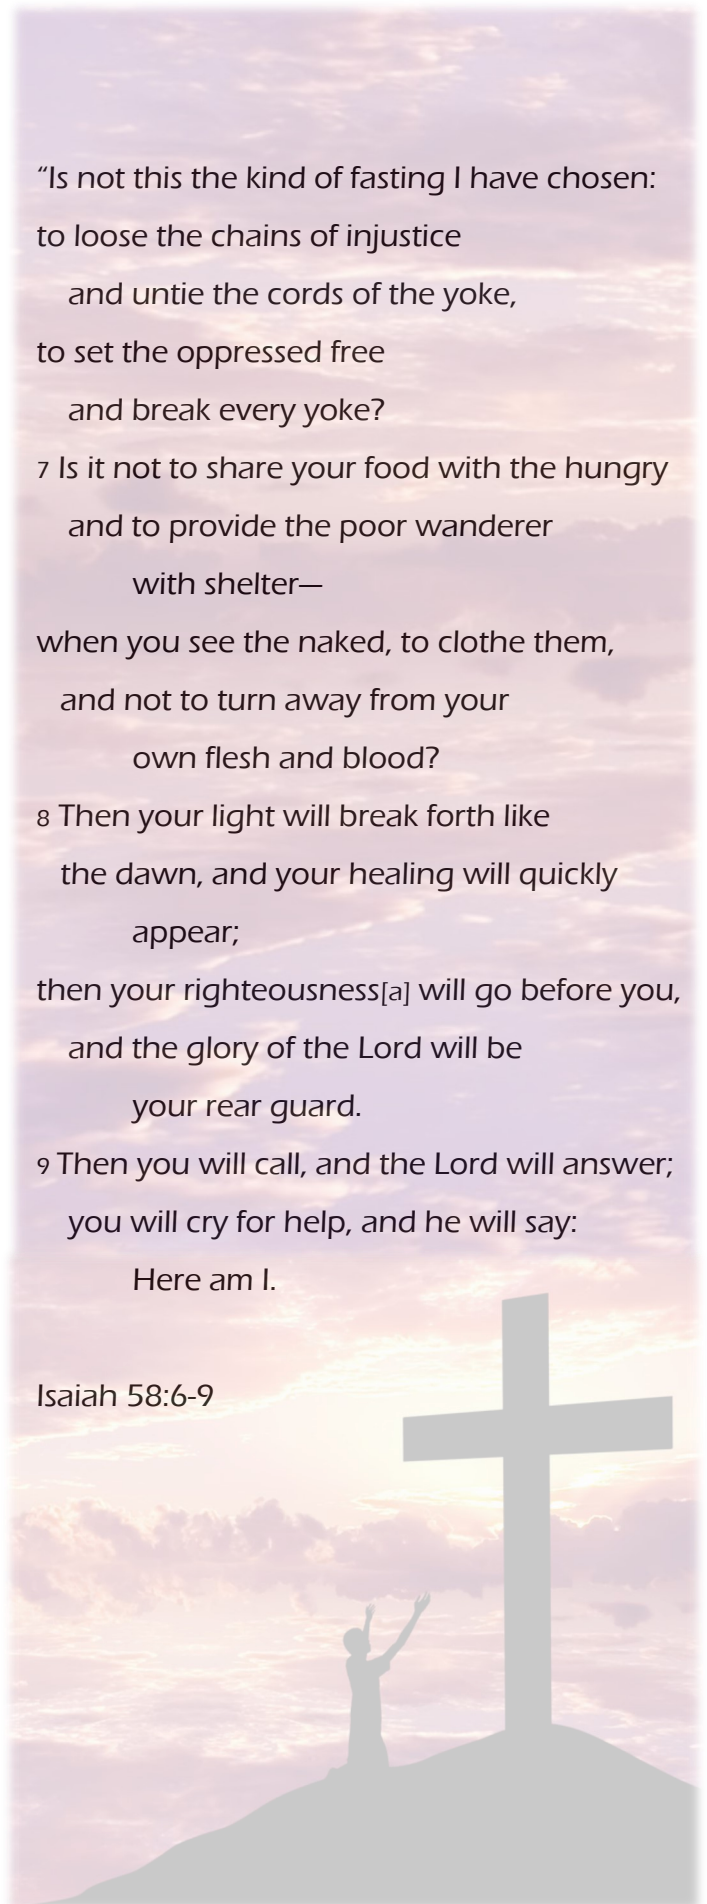 “Is not this the kind of fasting I have chosen:
to loose the chains of injustice
and untie the cords of the yoke,
to set the oppressed free
and break every yoke?
7 Is it not to share your food with the hungry
and to provide the poor wanderer
with shelter—
when you see the naked, to clothe them,
and not to turn away from your
own flesh and blood?
8 Then your light will break forth like
the dawn, and your healing will quickly
appear;
then your righteousness[a] will go before you,
and the glory of the Lord will be
your rear guard.
9 Then you will call, and the Lord will answer;
you will cry for help, and he will say:
Here am I.
Isaiah 58:6-9